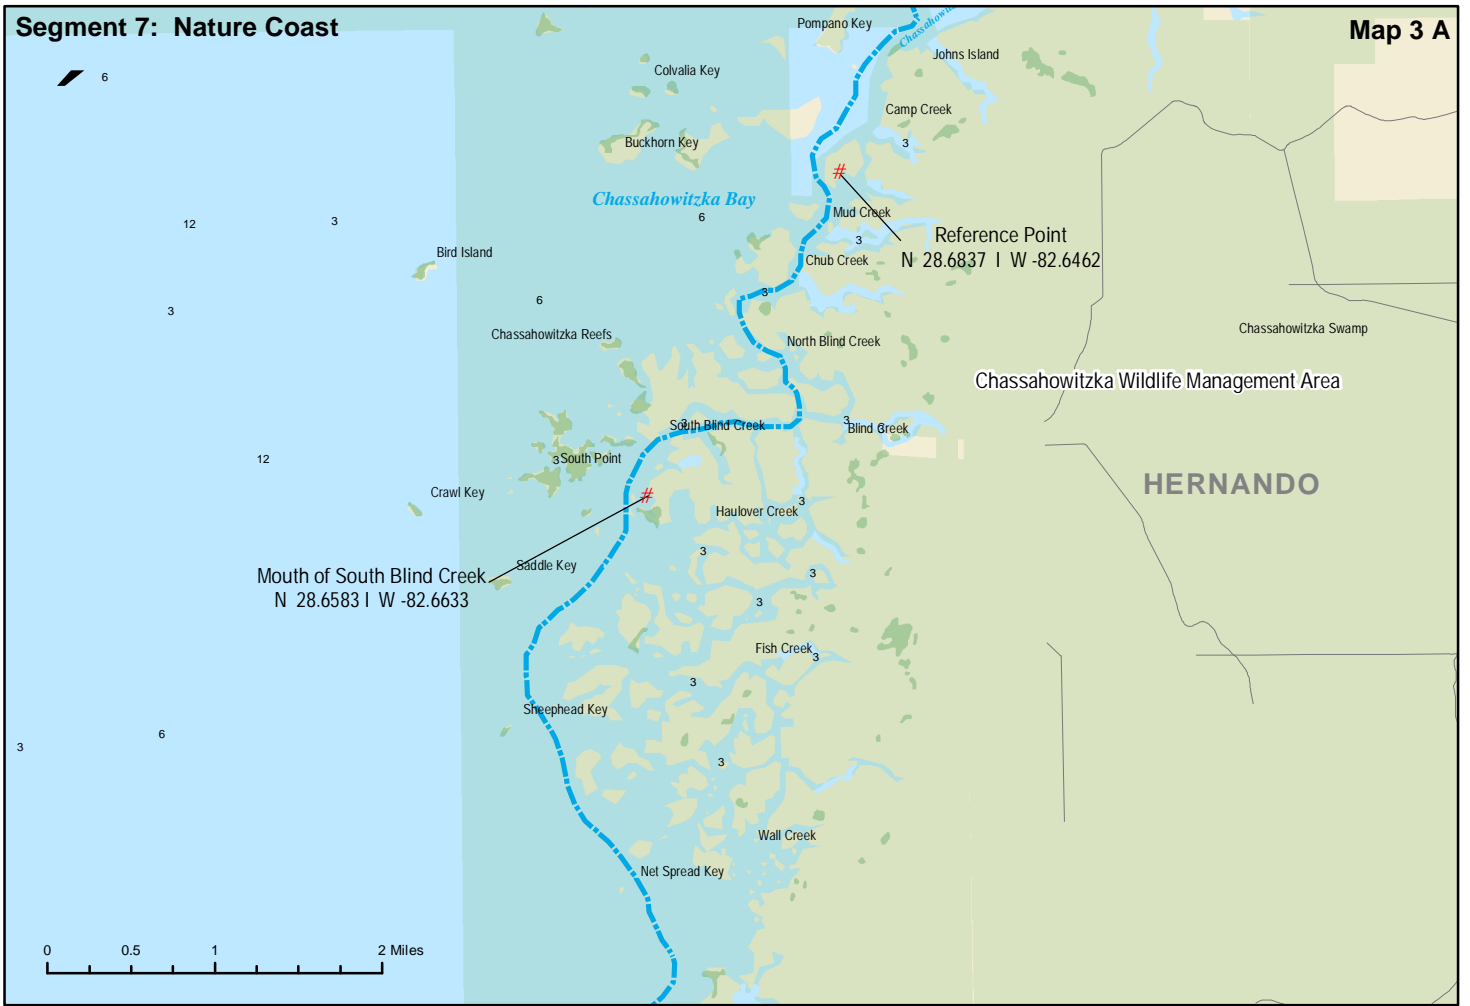 Segment 7: Nature Coast
Map 3 A
Pompano Key
Johns Island
6
Colvalia Key
Camp Creek
Buckhorn Key
3
Chassahowitzka Bay
12
3
6
Mud Creek
3
Reference Point
N 28.6837 I W -82.6462
Bird Island
Chub Creek
3
6
3
Chassahowitzka Reefs
North Blind Creek
Chassahowitzka Swamp
Chassahowitzka Wildlife Management Area
3
South Blind Creek
3
Blind Creek
3
12
3
South Point
HERNANDO
Crawl Key
#
#
Haulover Creek
3
3
Saddle Key
Mouth of South Blind Creek
N 28.6583 I W -82.6633
3
3
Fish Creek
3
3
Sheephead Key
3
6
3
Wall Creek
Net Spread Key
0 0.5 1 2 Miles